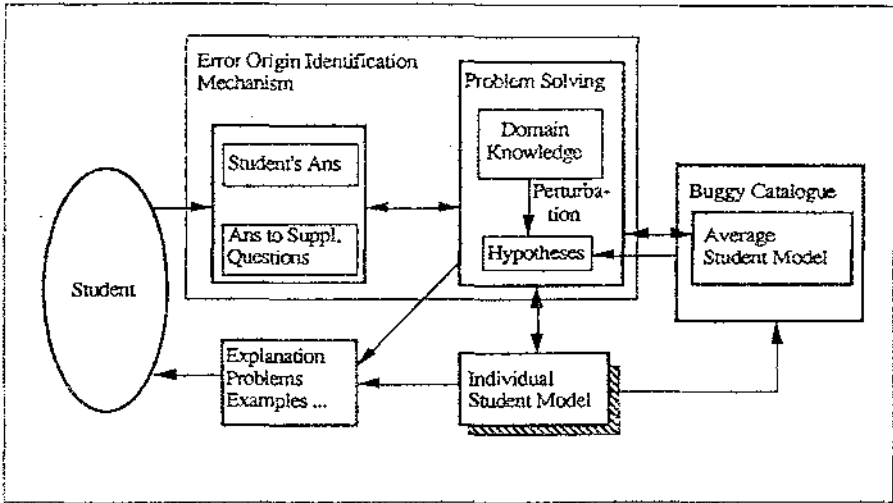 Error Origin Identification
Mechanism
Student's Ans
Ans to Suppl.
Questions
Problem Solving
Domain
Knowledge
Perturba-
tion
Hypotheses
Buggy Catalogue
Average
Student Model
Student
Explanation
Problems
Examples ...
Individual
Student Model